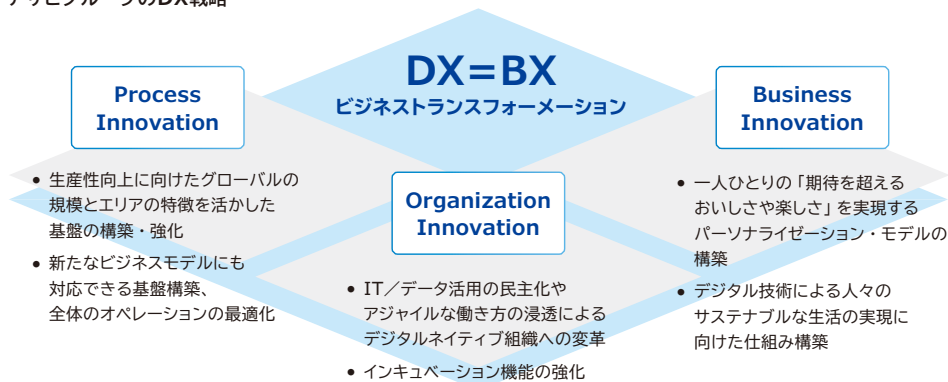 DX戦略
DX=BX
ビジネストランスフォーメーション
Process
Innovation
• 生産性向上に向けたグローバルの
規模とエリアの特徴を活かした
基盤の構築・強化
• 新たなビジネスモデルにも
対応できる基盤構築、
全体のオペレーションの最適化
Organization
Innovation
• IT／データ活用の民主化や
アジャイルな働き方の浸透による
デジタルネイティブ組織への変革
• インキュベーション機能の強化
Business
Innovation
• 一人ひとりの「期待を超える
おいしさや楽しさ」を実現する
パーソナライゼーション・モデルの
構築
• デジタル技術による人々の
サステナブルな生活の実現に
向けた仕組み構築